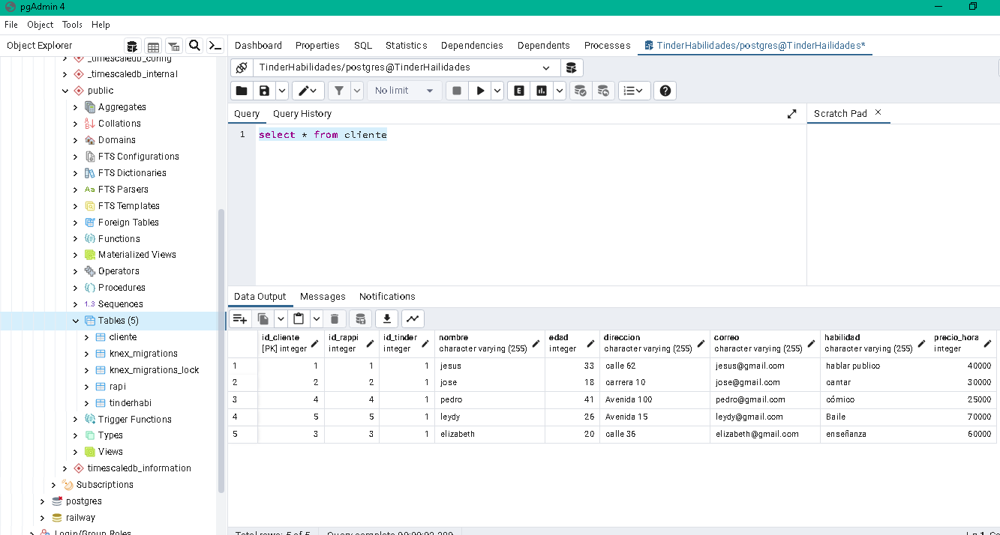 pgAdmin 4
File Object Tools Help
Object Explorer
Dashboard Properties SQL Statistics Dependencies Dependents Processes TinderHabilidades/postgres@TinderHailidades*
_timescaledb_config
_timescaledb_internal
public
Aggregates
Collations
Domains
FTS Configurations
FTS Dictionaries
Aa FTS Parsers
FTS Templates
Foreign Tables
Functions
Materialized Views
Operators
Procedures
1.3 Sequences
Tables (5)
cliente
knex_migrations
knex_migrations_lock
rapi
tinderhabi
Trigger Functions
Types
Views
timescaledb_information
Subscriptions
postgres
railway
Login/Group Roles
TinderHabilidades/postgres@TinderHailidades
No limit
Query Query History
Scratch Pad
1 select * from cliente
Data Output Messages Notifications
id_cliente id_rappi id_tinder nombre edad direccion correo habilidad precio_hora
[PK] integer integer integer character varying (255) integer character varying (255) character varying (255) character varying (255) integer
1 1 1 1 jesus 33 calle 62 jesus@gmail.com hablar publico 40000
2 2 2 1 jose 18 carrera 10 jose@gmail.com cantar 30000
3 4 4 1 pedro 41 Avenida 100 pedro@gmail.com cómico 25000
4 5 5 1 leydy 26 Avenida 15 leydy@gmail.com Baile 70000
5 3 3 1 elizabeth 20 calle 36 elizabeth@gmail.com enseñanza 60000
Total rows: 5 of 5 Query complete